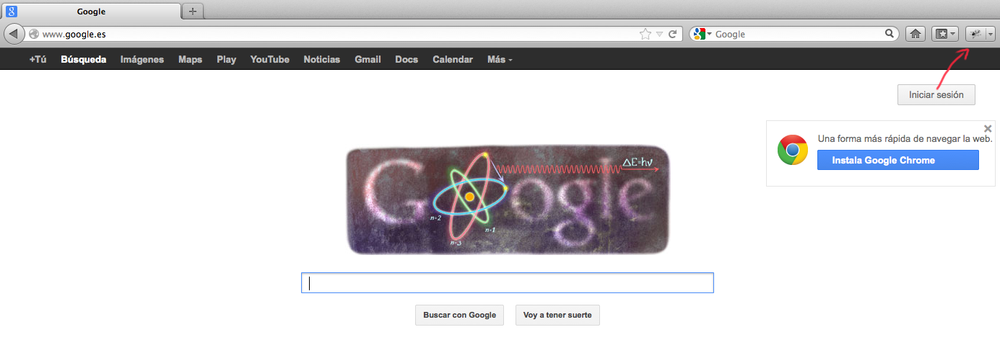 Google
www.google.es
Google
+Tú Búsqueda Imágenes Maps Play YouTube Noticias Gmail Docs Calendar Más
Iniciar sesión
Una forma más rápida de navegar la web.
Instala Google Chrome
Google
ΔE=hν
n=2
n=1
n=3
Buscar con Google Voy a tener suerte